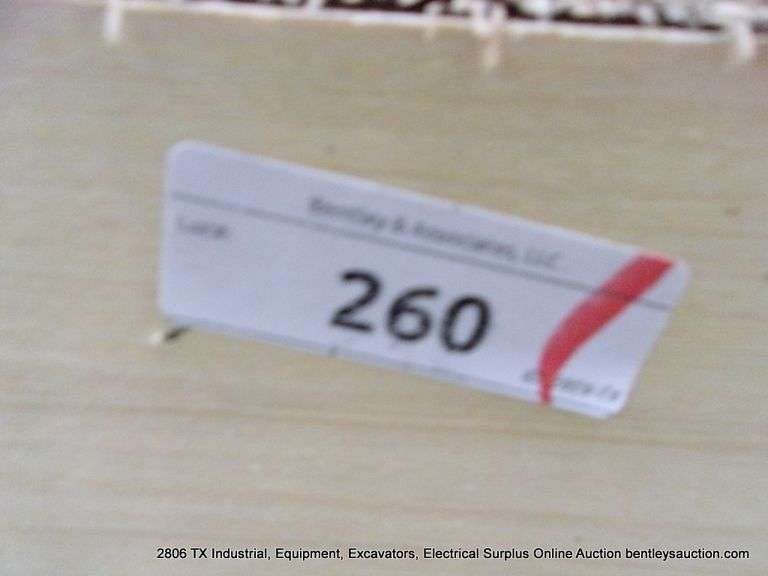 Bentley & Associates, LLC
Lot#:
260
2806 TX Industrial, Equipment, Excavators, Electrical Surplus Online Auction bentleysauction.com